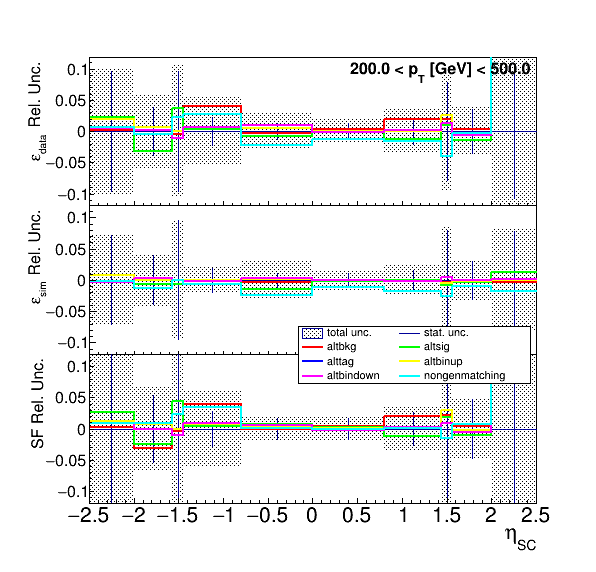 200.0 < p_T [GeV] < 500.0
ε_data Rel. Unc.
0.1
0.05
0
−0.05
−0.1
ε_sim Rel. Unc.
0.1
0.05
0
−0.05
−0.1
total unc.
stat. unc.
altbkg
altsig
alttag
altbinup
altbindown
nongenmatching
SF Rel. Unc.
0.1
0.05
0
−0.05
−0.1
−2.5 −2 −1.5 −1 −0.5 0 0.5 1 1.5 2 2.5
η_SC